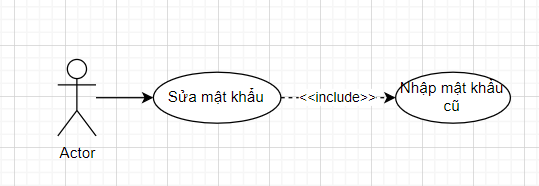 Sửa mật khẩu
<<include>>
Nhập mật khẩu
cũ
Actor